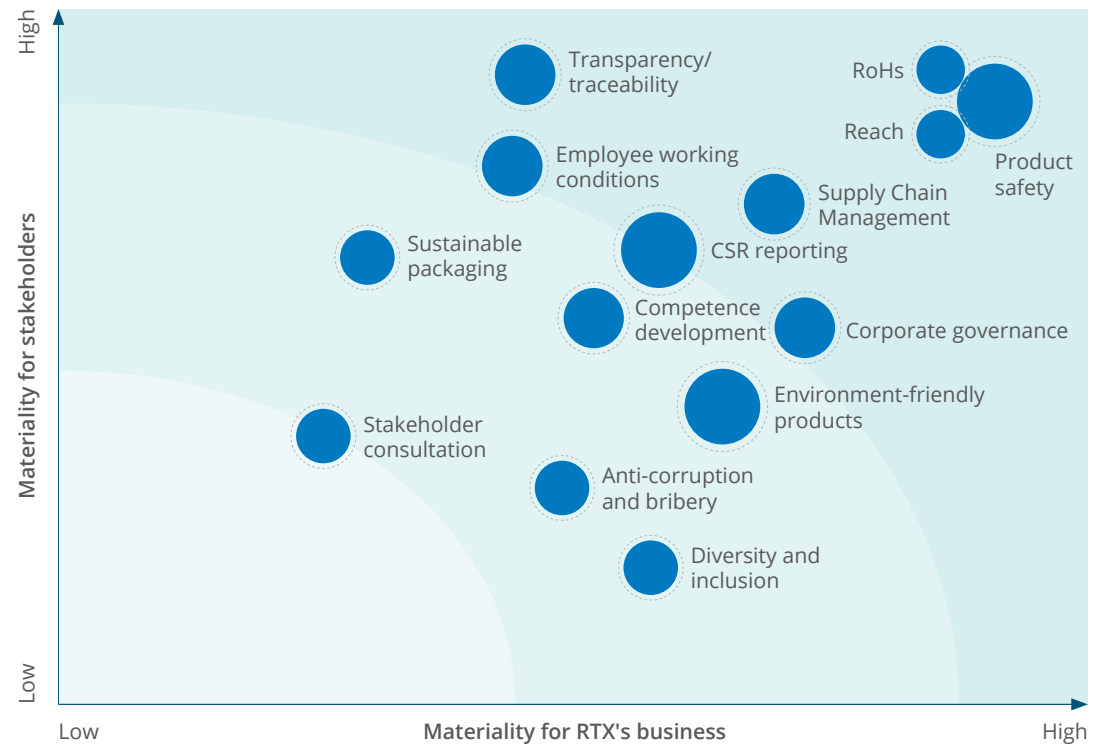 High
Materiality for stakeholders
Low
Transparency/
traceability
RoHs
Reach
Product
safety
Employee working
conditions
Supply Chain
Management
Sustainable
packaging
CSR reporting
Competence
development
Corporate governance
Environment-friendly
products
Stakeholder
consultation
Anti-corruption
and bribery
Diversity and
inclusion
Low
Materiality for RTX's business
High